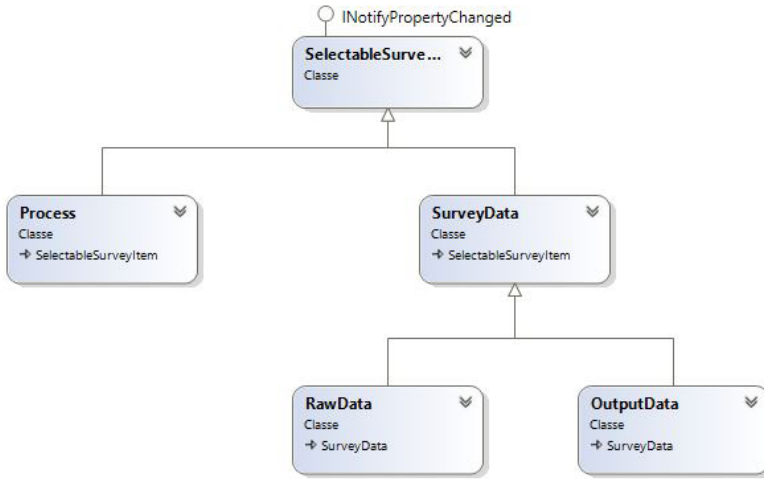 INotifyPropertyChanged
SelectableSurve...
Classe
Process
Classe
SelectableSurveyItem
SurveyData
Classe
SelectableSurveyItem
RawData
Classe
SurveyData
OutputData
Classe
SurveyData